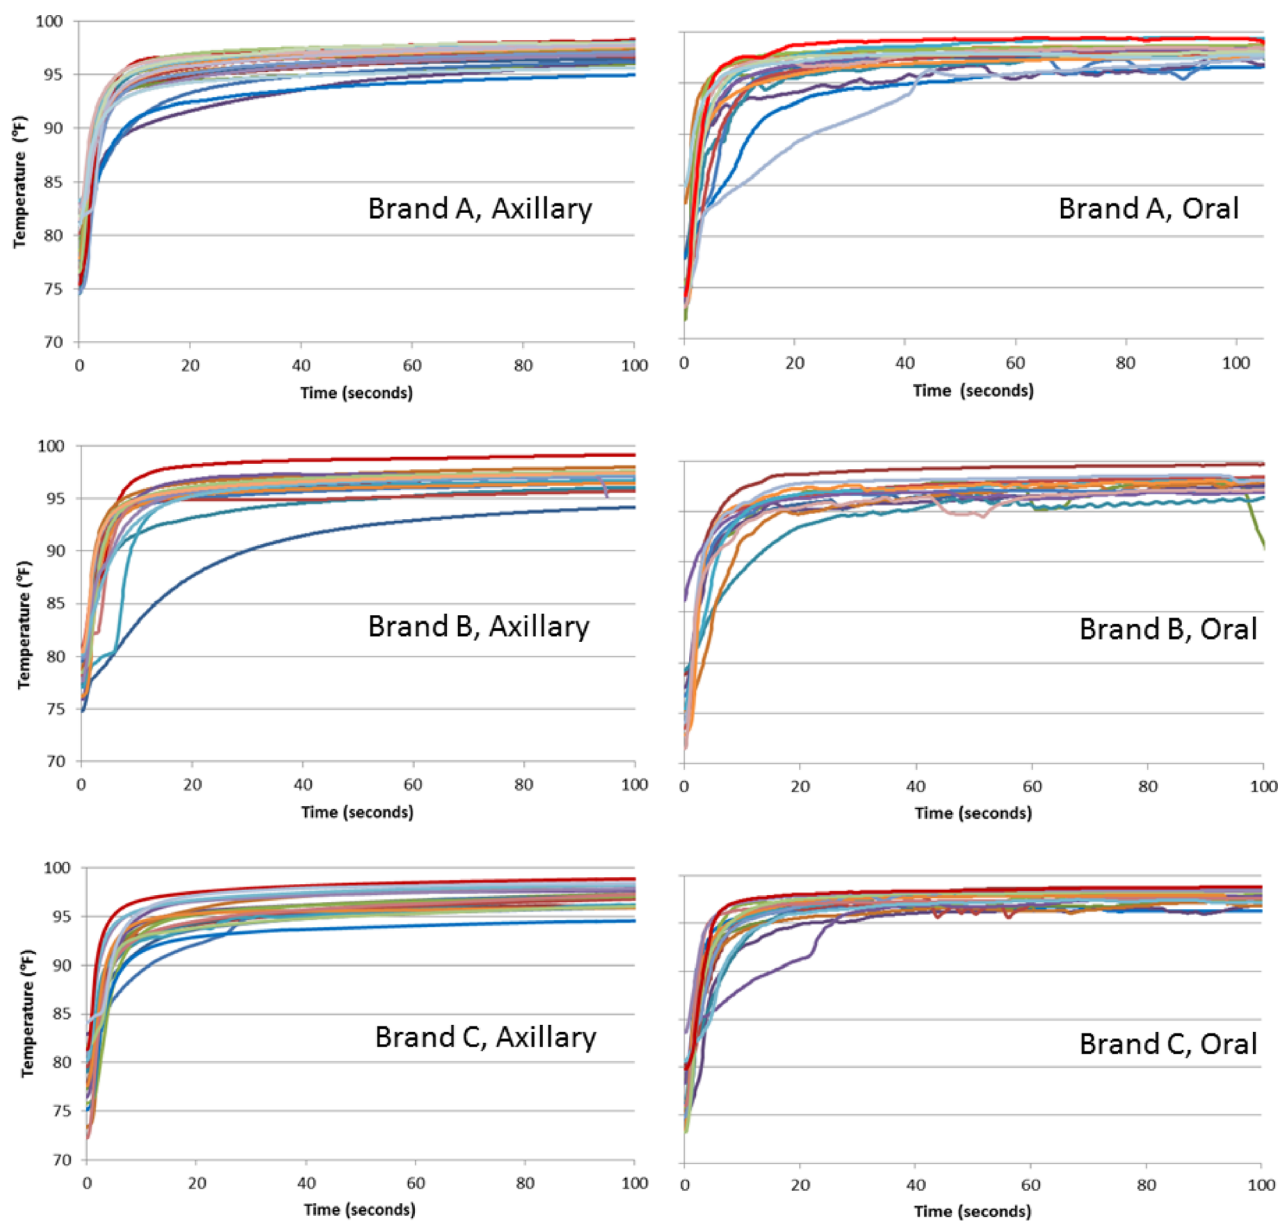 100
95
90
85
80
75
70
Temperature (°F)
Brand A, Axillary
0 20 40 60 80 100
Time (seconds)
Brand A, Oral
0 20 40 60 80 100
Time (seconds)
100
95
90
85
80
75
70
Temperature (°F)
Brand B, Axillary
0 20 40 60 80 100
Time (seconds)
Brand B, Oral
0 20 40 60 80 100
Time (seconds)
100
95
90
85
80
75
70
Temperature (°F)
Brand C, Axillary
0 20 40 60 80 100
Time (seconds)
Brand C, Oral
0 20 40 60 80 100
Time (seconds)